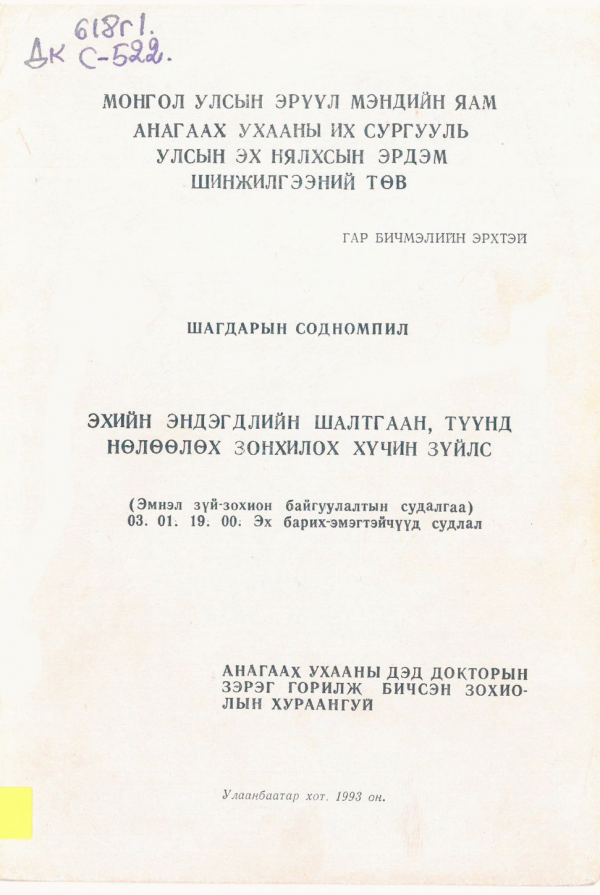 618г1.
Дк С-522.
МОНГОЛ УЛСЫН ЭРҮҮЛ МЭНДИЙН ЯАМ
АНАГААХ УХААНЫ ИХ СУРГУУЛЬ
УЛСЫН ЭХ НЯЛХСЫН ЭРДЭМ
ШИНЖИЛГЭЭНИЙ ТӨВ
ГАР БИЧМЭЛИЙН ЭРХТЭЙ
ШАГДАРЫН СОДНОМПИЛ
ЭХИЙН ЭНДЭГДЛИЙН ШАЛТГААН, ТҮҮНД
НӨЛӨӨЛӨХ ЗОНХИЛОХ ХҮЧИН ЗҮЙЛС
(Эмнэл зүй-зохион байгуулалтын судалгаа)
03. 01. 19. 00. Эх барих-эмэгтэйчүүд судлал
АНАГААХ УХААНЫ ДЭД ДОКТОРЫН
ЗЭРЭГ ГОРИЛЖ БИЧСЭН ЗОХИО-
ЛЫН ХУРААНГУЙ
Улаанбаатар хот. 1993 он.